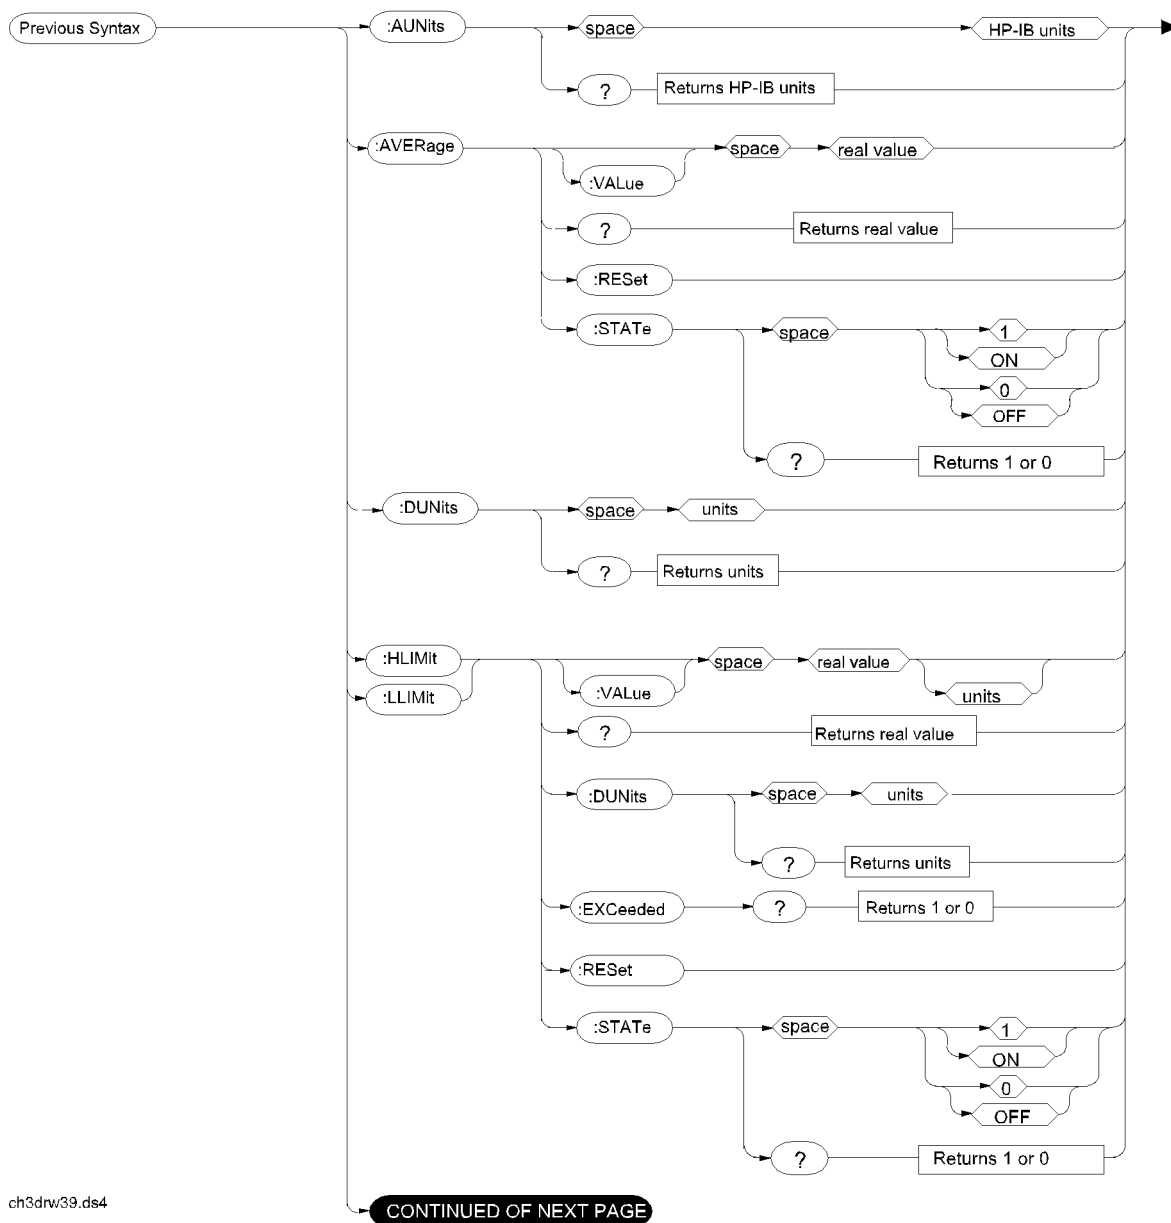 Previous Syntax :AUNits space HP-IB units
? Returns HP-IB units
:AVERage space real value
:VALue
? Returns real value
:RESet
:STATe space 1
ON
0
OFF
? Returns 1 or 0
:DUNits space units
? Returns units
:HLIMit space real value
:LLIMit :VALue units
? Returns real value
:DUNits space units
? Returns units
:EXCeeded ? Returns 1 or 0
:RESet
:STATe space 1
ON
0
OFF
? Returns 1 or 0
ch3drw39.ds4
CONTINUED OF NEXT PAGE